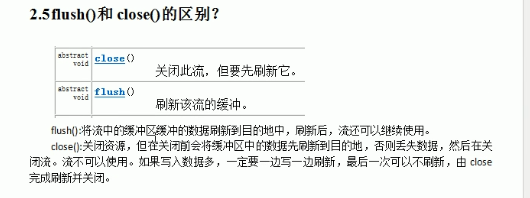 2.5flush()和 close()的区别？
abstract void close()
关闭此流，但要先刷新它。
abstract void flush()
刷新该流的缓冲。
flush():将流中的缓冲区缓冲的数据刷新到目的地中，刷新后，流还可以继续使用。
close():关闭资源，但在关闭前会将缓冲区中的数据先刷新到目的地，否则丢失数据，然后在关
闭流。流不可以使用。如果写入数据多，一定要一边写一边刷新，最后一次可以不刷新，由 close
完成刷新并关闭。